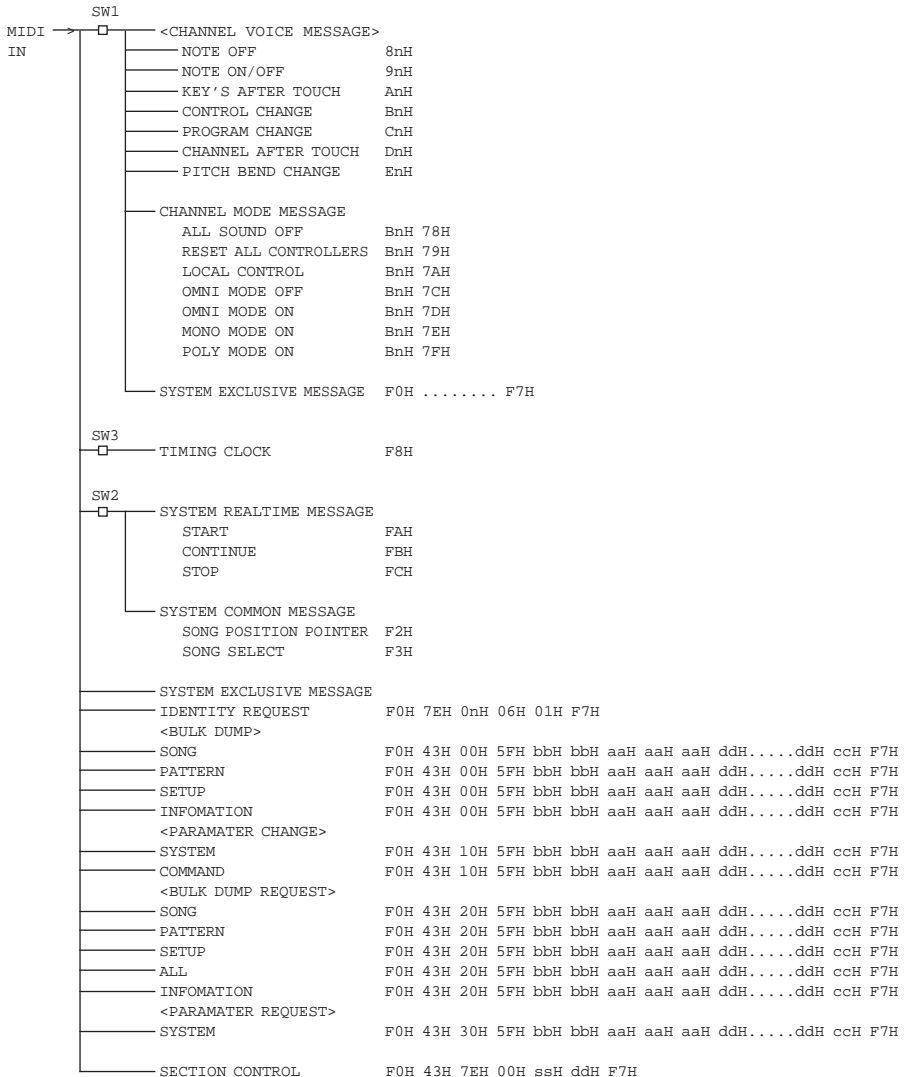 SW1
MIDI <CHANNEL VOICE MESSAGE>
IN NOTE OFF 8nH
NOTE ON/OFF 9nH
KEY'S AFTER TOUCH AnH
CONTROL CHANGE BnH
PROGRAM CHANGE CnH
CHANNEL AFTER TOUCH DnH
PITCH BEND CHANGE EnH
CHANNEL MODE MESSAGE
ALL SOUND OFF BnH 78H
RESET ALL CONTROLLERS BnH 79H
LOCAL CONTROL BnH 7AH
OMNI MODE OFF BnH 7CH
OMNI MODE ON BnH 7DH
MONO MODE ON BnH 7EH
POLY MODE ON BnH 7FH
SYSTEM EXCLUSIVE MESSAGE F0H ........ F7H
SW3
TIMING CLOCK F8H
SW2
SYSTEM REALTIME MESSAGE
START FAH
CONTINUE FBH
STOP FCH
SYSTEM COMMON MESSAGE
SONG POSITION POINTER F2H
SONG SELECT F3H
SYSTEM EXCLUSIVE MESSAGE
IDENTITY REQUEST F0H 7EH 0nH 06H 01H F7H
<BULK DUMP>
SONG F0H 43H 00H 5FH bbH bbH aaH aaH aaH ddH.....ddH ccH F7H
PATTERN F0H 43H 00H 5FH bbH bbH aaH aaH aaH ddH.....ddH ccH F7H
SETUP F0H 43H 00H 5FH bbH bbH aaH aaH aaH ddH.....ddH ccH F7H
INFOMATION F0H 43H 00H 5FH bbH bbH aaH aaH aaH ddH.....ddH ccH F7H
<PARAMATER CHANGE>
SYSTEM F0H 43H 10H 5FH bbH bbH aaH aaH aaH ddH.....ddH ccH F7H
COMMAND F0H 43H 10H 5FH bbH bbH aaH aaH aaH ddH.....ddH ccH F7H
<BULK DUMP REQUEST>
SONG F0H 43H 20H 5FH bbH bbH aaH aaH aaH ddH.....ddH ccH F7H
PATTERN F0H 43H 20H 5FH bbH bbH aaH aaH aaH ddH.....ddH ccH F7H
SETUP F0H 43H 20H 5FH bbH bbH aaH aaH aaH ddH.....ddH ccH F7H
ALL F0H 43H 20H 5FH bbH bbH aaH aaH aaH ddH.....ddH ccH F7H
INFOMATION F0H 43H 20H 5FH bbH bbH aaH aaH aaH ddH.....ddH ccH F7H
<PARAMATER REQUEST>
SYSTEM F0H 43H 30H 5FH bbH bbH aaH aaH aaH ddH.....ddH ccH F7H
SECTION CONTROL F0H 43H 7EH 00H ssH ddH F7H